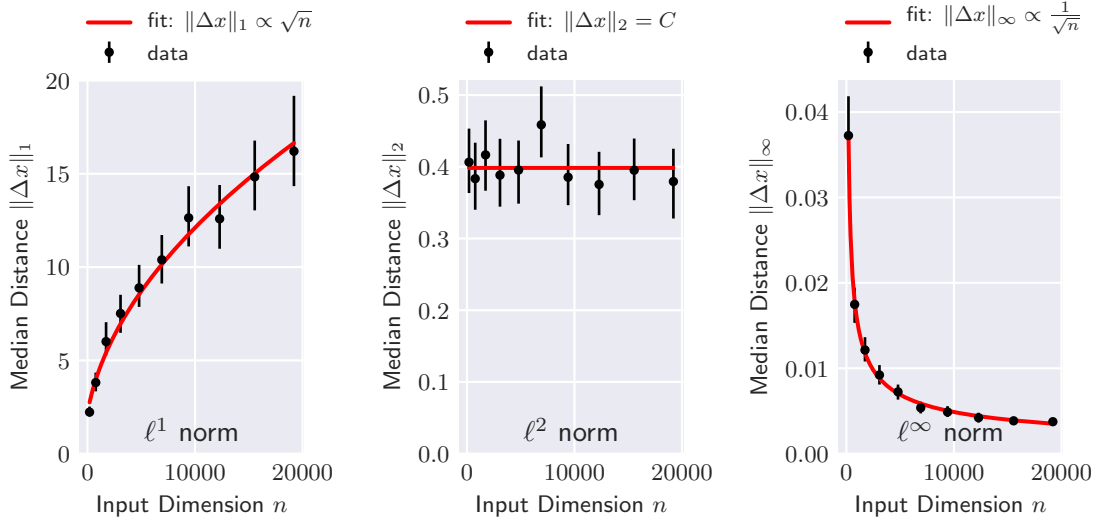 fit: ‖Δx‖₁ ∝ √n
data
20
15
10
5
0
Median Distance ‖Δx‖₁
ℓ¹ norm
0 10000 20000
Input Dimension n
fit: ‖Δx‖₂ = C
data
0.5
0.4
0.3
0.2
0.1
0.0
Median Distance ‖Δx‖₂
ℓ² norm
0 10000 20000
Input Dimension n
fit: ‖Δx‖∞ ∝ 1/√n
data
0.04
0.03
0.02
0.01
0.00
Median Distance ‖Δx‖∞
ℓ∞ norm
0 10000 20000
Input Dimension n